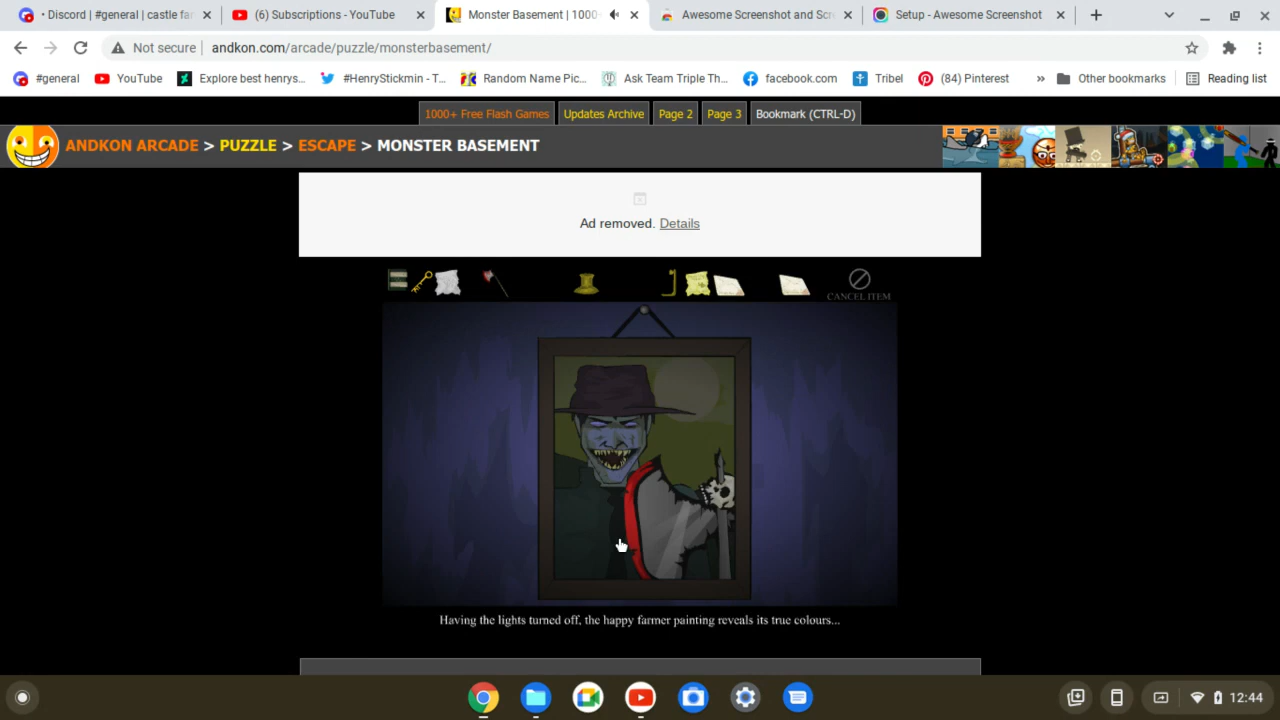 • Discord | #general | castle fa
(6) Subscriptions - YouTube
Monster Basement | 1000
Awesome Screenshot and Scr
Setup - Awesome Screenshot
Not secure
andkon.com/arcade/puzzle/monsterbasement/
#general
YouTube
Explore best henrys...
#HenryStickmin - T...
Random Name Pic...
Ask Team Triple Th...
facebook.com
Tribel
(84) Pinterest
»
Other bookmarks
Reading list
1000+ Free Flash Games
Updates Archive
Page 2
Page 3
Bookmark (CTRL-D)
ANDKON ARCADE > PUZZLE > ESCAPE > MONSTER BASEMENT
Ad removed. Details
CANCEL ITEM
Having the lights turned off, the happy farmer painting reveals its true colours...
12:44